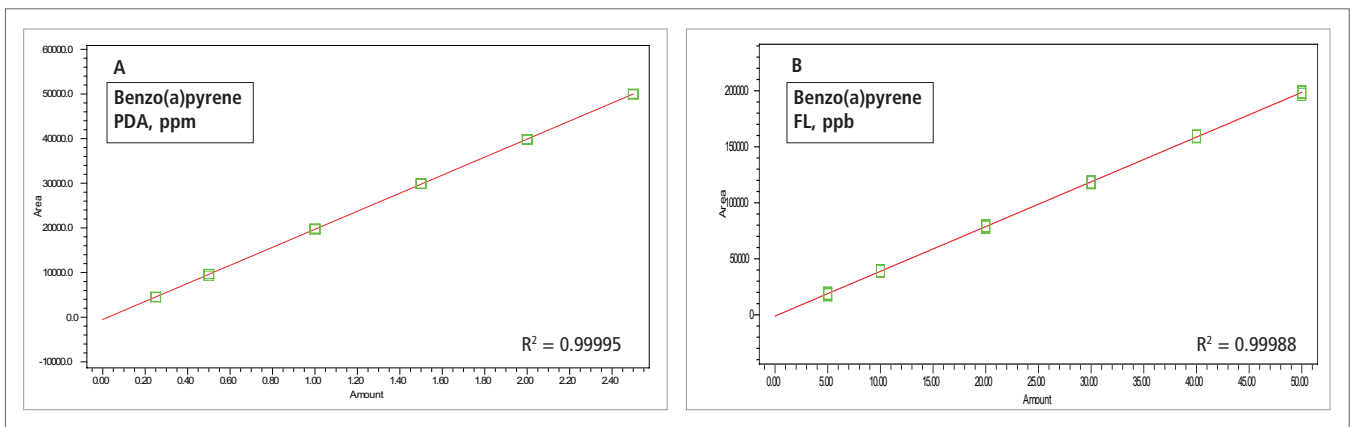 A
Benzo(a)pyrene
PDA, ppm
60000.0
50000.0
40000.0
30000.0
20000.0
10000.0
0.0
-10000.0
Area
R² = 0.99995
0.00 0.20 0.40 0.60 0.80 1.00 1.20 1.40 1.60 1.80 2.00 2.20 2.40
Amount
B
Benzo(a)pyrene
FL, ppb
200000
150000
100000
50000
0
Area
R² = 0.99988
0.00 5.00 10.00 15.00 20.00 25.00 30.00 35.00 40.00 45.00 50.00
Amount